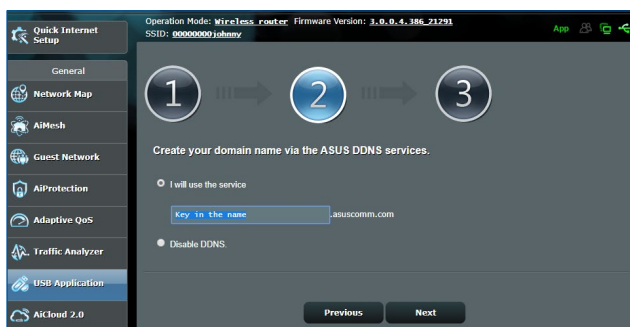 Quick Internet
Setup
Operation Mode: Wireless router Firmware Version: 3.0.0.4.386_21291
SSID: 00000000johnny
App
General
Network Map
AiMesh
Guest Network
AiProtection
Adaptive QoS
Traffic Analyzer
USB Application
AiCloud 2.0
1
2
3
Create your domain name via the ASUS DDNS services.
I will use the service
Key in the name .asuscomm.com
Disable DDNS.
Previous Next